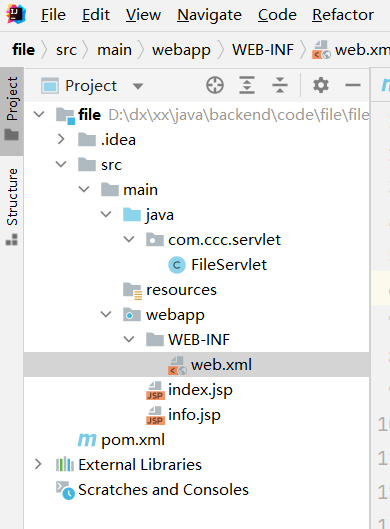 File Edit View Navigate Code Refactor
file src main webapp WEB-INF web.xm
Project
Project
Structure
file D:\dx\xx\java\backend\code\file\file
.idea
src
main
java
com.ccc.servlet
C FileServlet
resources
webapp
WEB-INF
web.xml
JSP index.jsp
JSP info.jsp
m pom.xml
External Libraries
Scratches and Consoles